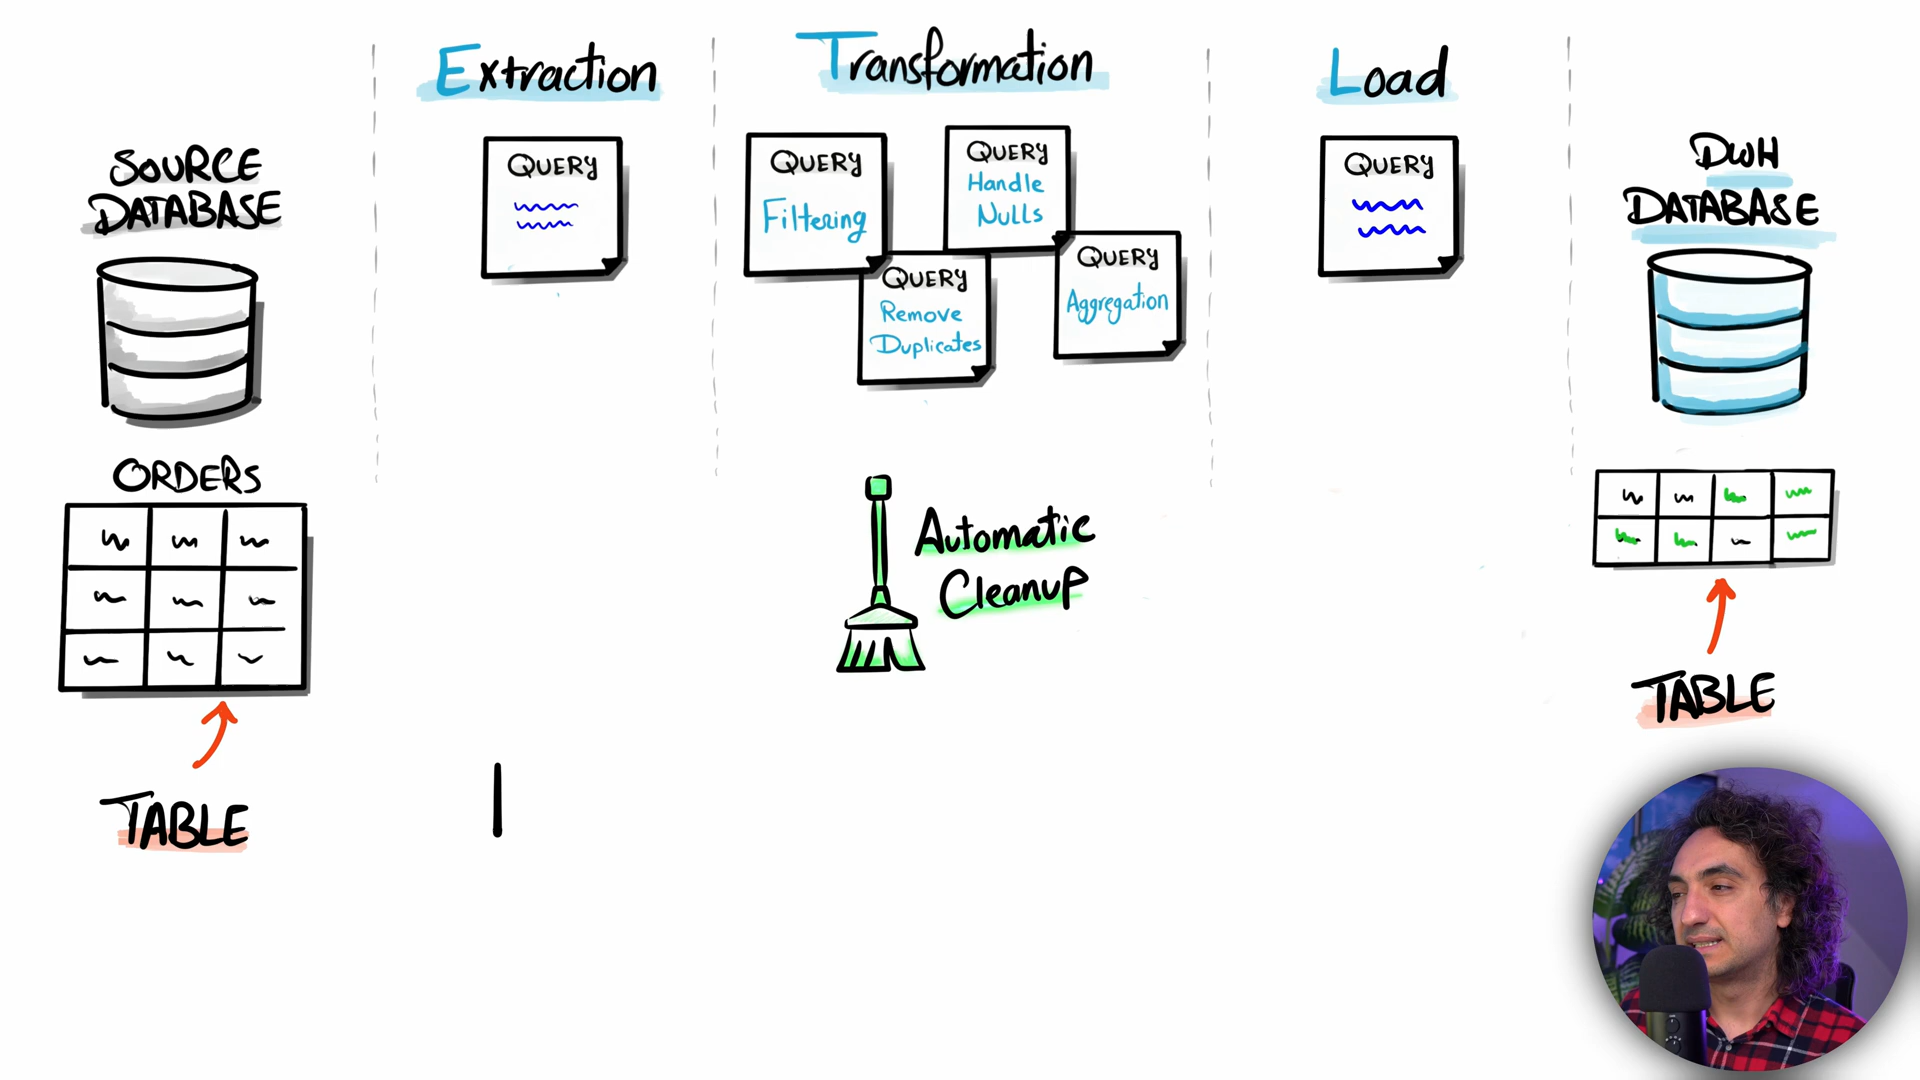 Extraction
Transformation
Load
SOURCE
DATABASE
QUERY
QUERY
Filtering
QUERY
Handle
Nulls
QUERY
Remove
Duplicates
QUERY
Aggregation
QUERY
DWH
DATABASE
ORDERS
TABLE
Automatic
Cleanup
TABLE